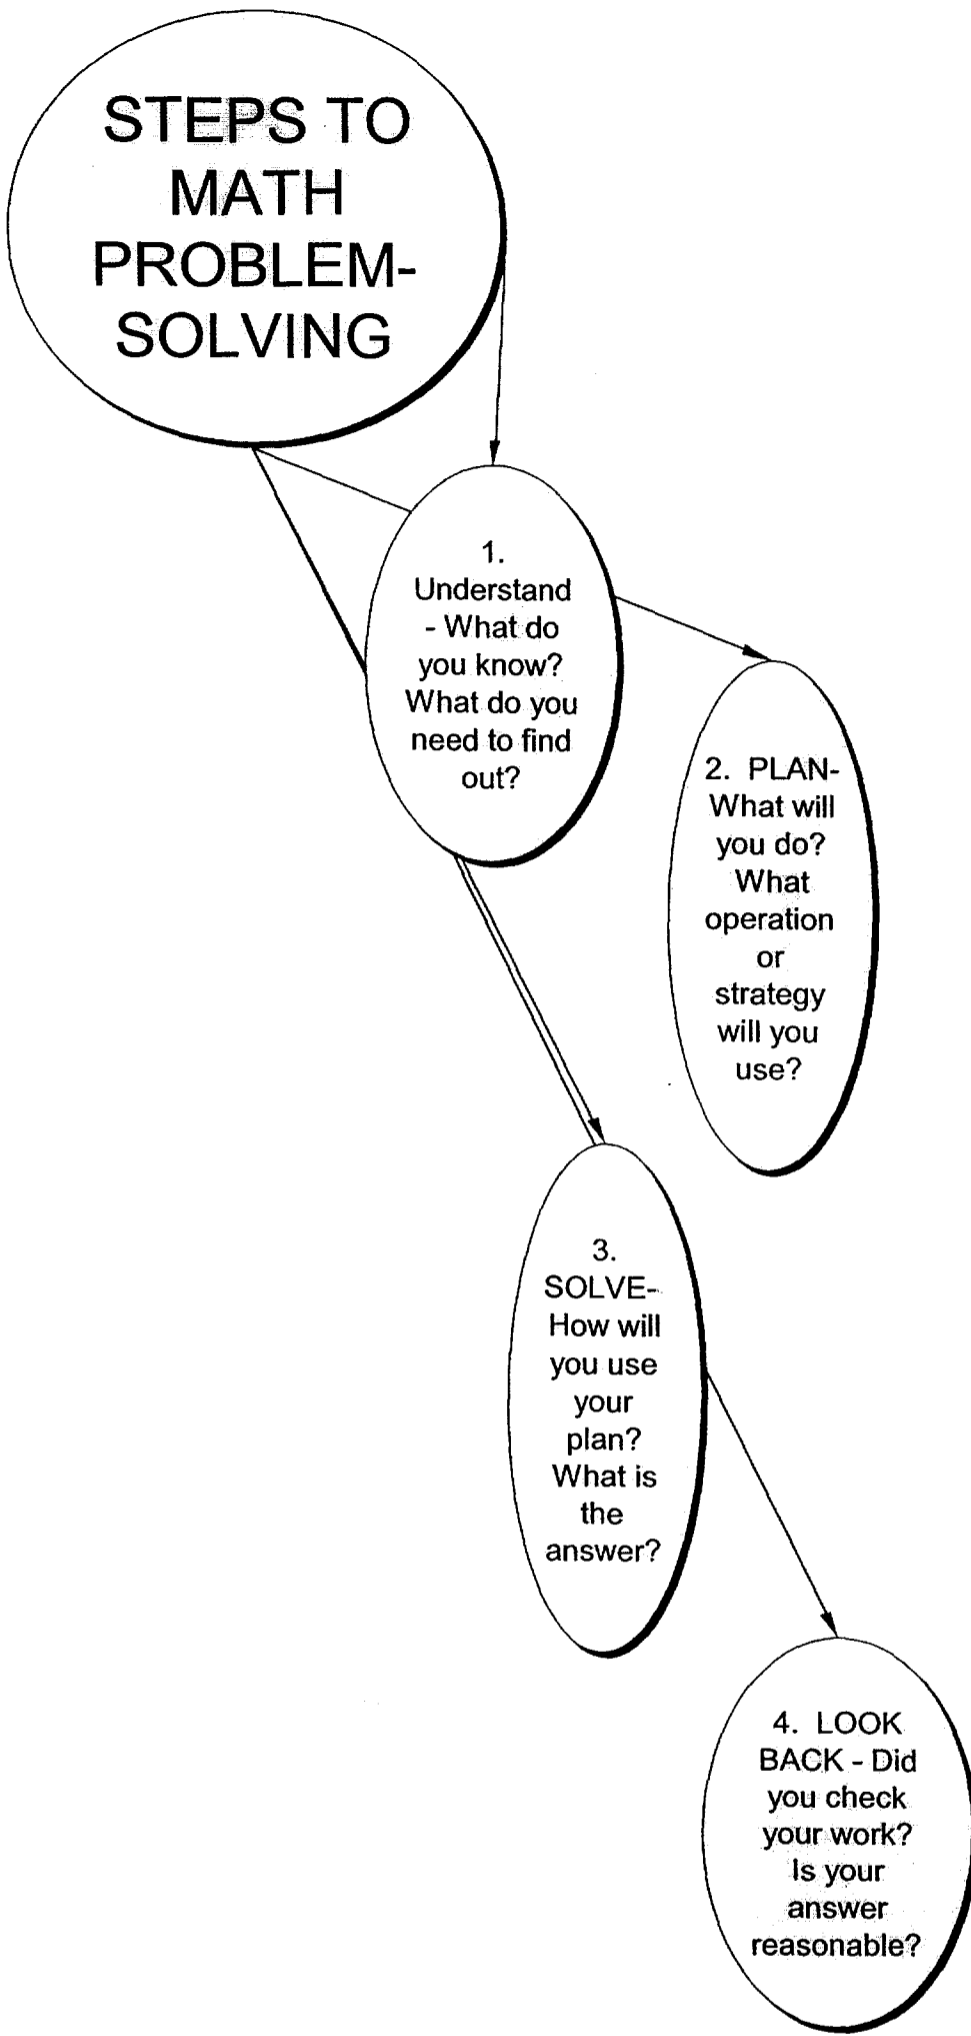 STEPS TO
MATH
PROBLEM-
SOLVING
1.
Understand
- What do
you know?
What do you
need to find
out?
2. PLAN-
What will
you do?
What
operation
or
strategy
will you
use?
3.
SOLVE-
How will
you use
your
plan?
What is
the
answer?
4. LOOK
BACK - Did
you check
your work?
Is your
answer
reasonable?